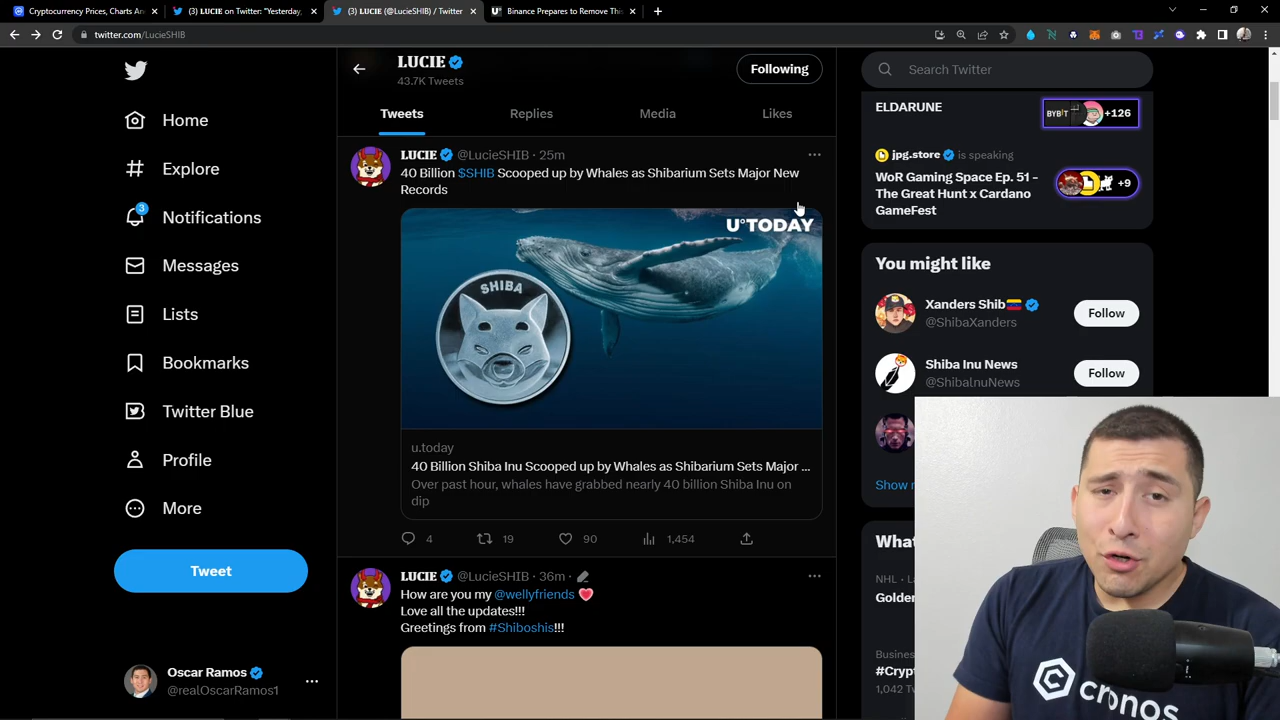 Cryptocurrency Prices, Charts An
(3) LUCIE on Twitter: "Yesterday,
(3) LUCIE (@LucieSHIB) / Twitter
Binance Prepares to Remove This
twitter.com/LucieSHIB
LUCIE
43.7K Tweets
Following
Tweets
Replies
Media
Likes
Home
Explore
3
Notifications
Messages
Lists
Bookmarks
Twitter Blue
Profile
More
Tweet
Oscar Ramos
@realOscarRamos1
LUCIE @LucieSHIB · 25m
40 Billion $SHIB Scooped up by Whales as Shibarium Sets Major New
Records
U°TODAY
SHIBA
u.today
40 Billion Shiba Inu Scooped up by Whales as Shibarium Sets Major ...
Over past hour, whales have grabbed nearly 40 billion Shiba Inu on
dip
4
19
90
1,454
LUCIE @LucieSHIB · 36m ·
How are you my @wellyfriends
Love all the updates!!!
Greetings from #Shiboshis!!!
Search Twitter
ELDARUNE
BYBIT
+126
jpg.store is speaking
WoR Gaming Space Ep. 51 -
The Great Hunt x Cardano
GameFest
+9
You might like
Xanders Shib
@ShibaXanders
Follow
Shiba Inu News
@ShibaInuNews
Follow
Show
What
NHL
Golde
Busines
#Cryp
1,042 Tw
cronos